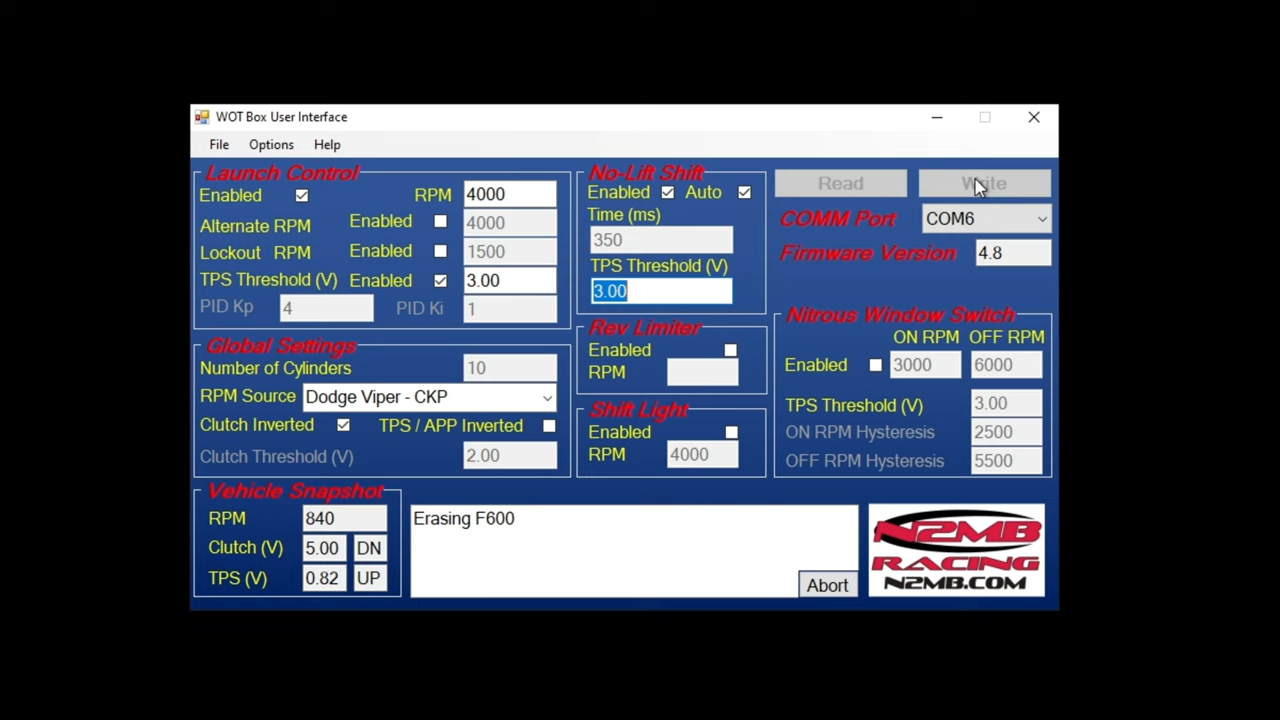 WOT Box User Interface
File Options Help
Launch Control
Enabled RPM 4000
Alternate RPM Enabled 4000
Lockout RPM Enabled 1500
TPS Threshold (V) Enabled 3.00
PID Kp 4 PID Ki 1
Global Settings
Number of Cylinders 10
RPM Source Dodge Viper - CKP
Clutch Inverted TPS / APP Inverted
Clutch Threshold (V) 2.00
Vehicle Snapshot
RPM 840
Clutch (V) 5.00 DN
TPS (V) 0.82 UP
No-Lift Shift
Enabled Auto
Time (ms)
350
TPS Threshold (V)
3.00
Rev Limiter
Enabled
RPM
Shift Light
Enabled
RPM 4000
Read Write
COMM Port COM6
Firmware Version 4.8
Nitrous Window Switch
ON RPM OFF RPM
Enabled 3000 6000
TPS Threshold (V) 3.00
ON RPM Hysteresis 2500
OFF RPM Hysteresis 5500
Erasing F600
Abort
N2MB
RACING
N2MB.COM